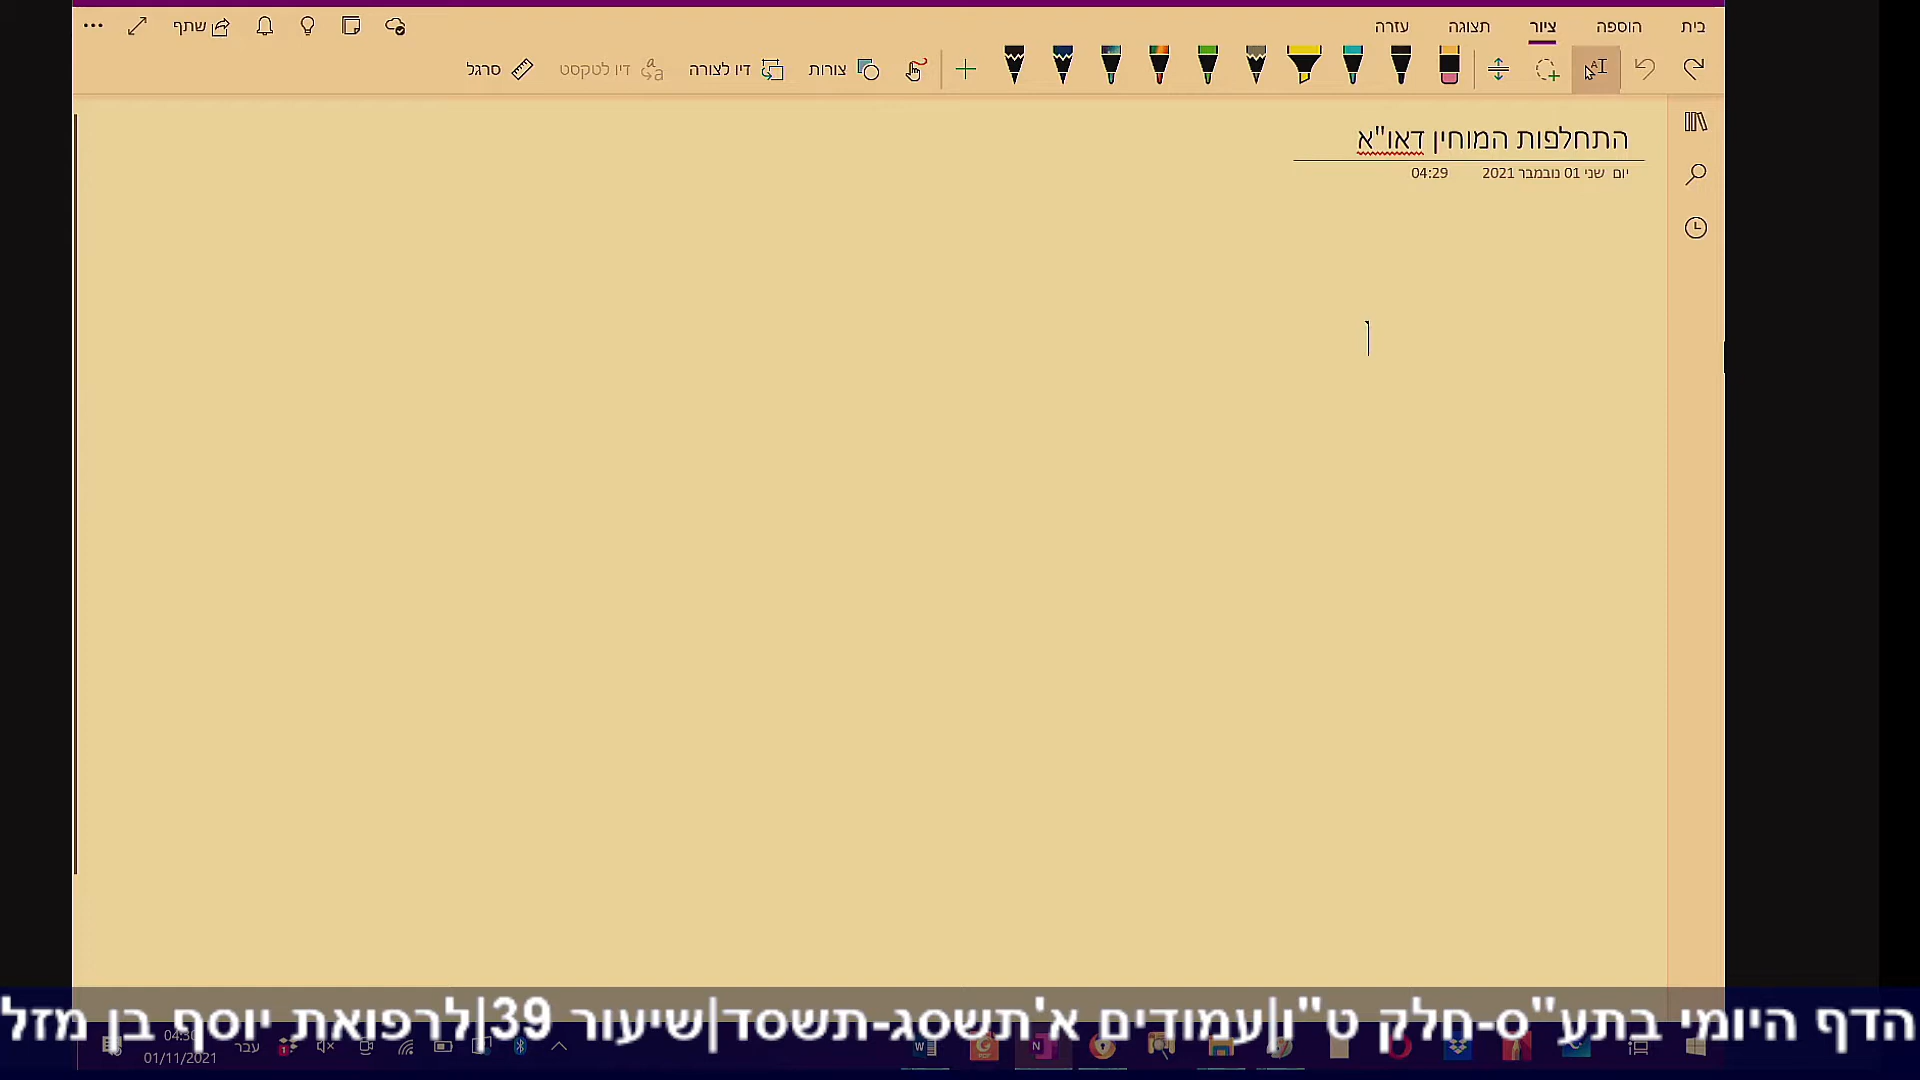 בית הוספה ציור תצוגה עזרה שתף
צורות דיו לצורה דיו לטקסט סרגל
התחלפות המוחין דאו"א
יום שני 01 נובמבר 2021 04:29
הדף היומי בתע"ס-חלק ט"ו|עמודים א'תשסג-תשסד|שיעור 39|לרפואת יוסף בן מזל
עבר
01/11/2021